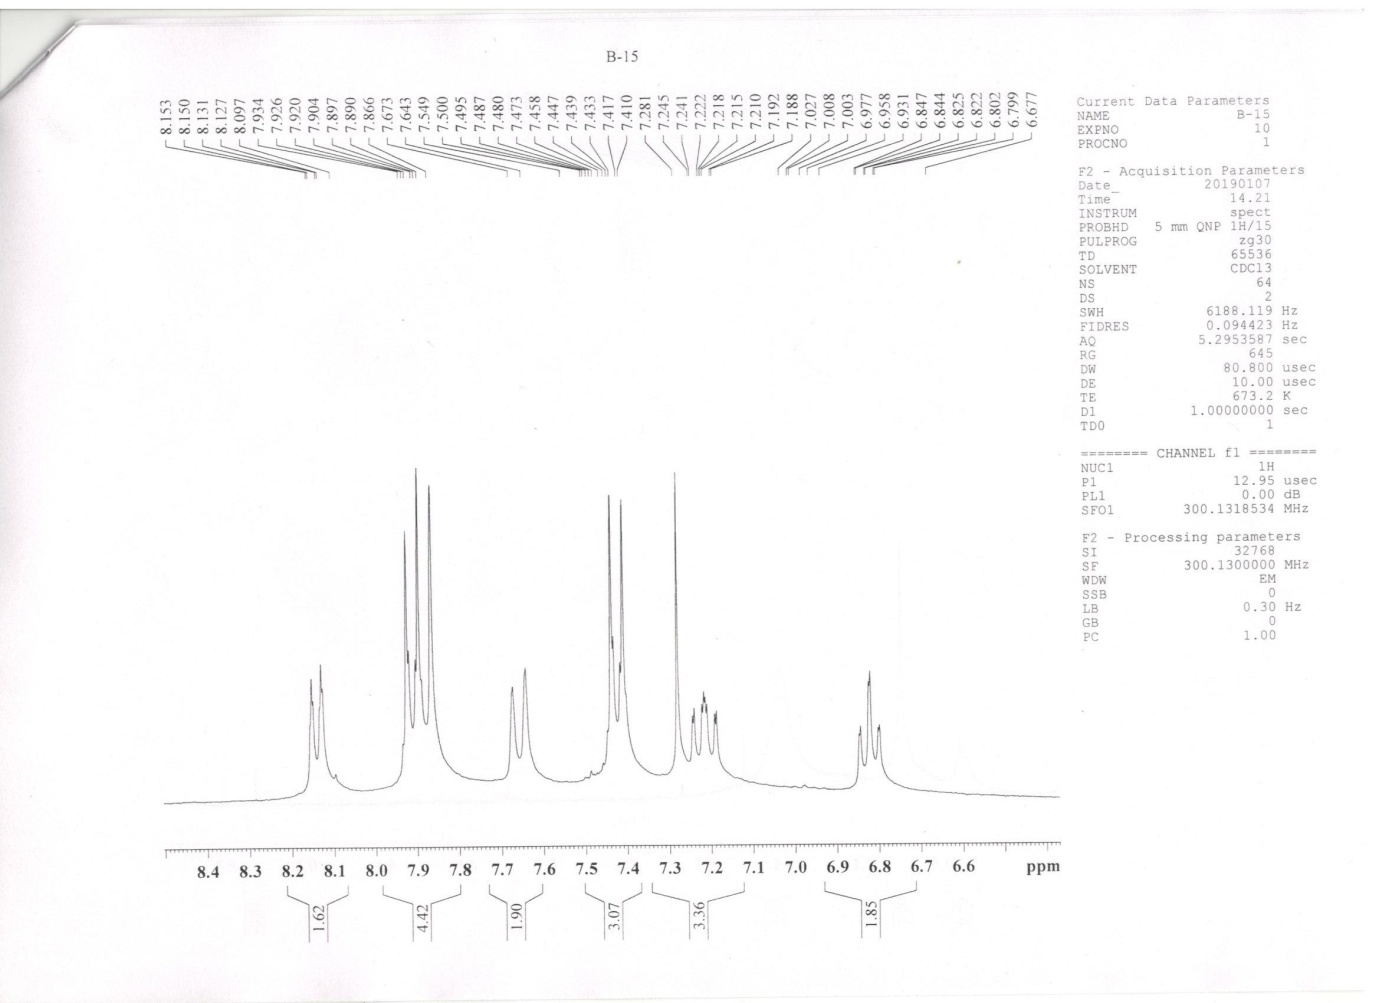 B-15
8.153
8.150
8.131
8.127
8.097
7.934
7.926
7.920
7.904
7.897
7.890
7.866
7.673
7.643
7.549
7.500
7.495
7.487
7.480
7.473
7.458
7.447
7.439
7.433
7.417
7.410
7.281
7.245
7.241
7.222
7.218
7.215
7.210
7.192
7.188
7.027
7.008
7.003
6.977
6.958
6.931
6.847
6.844
6.825
6.822
6.802
6.799
6.677
Current Data Parameters
NAME B-15
EXPNO 10
PROCNO 1
F2 - Acquisition Parameters
Date_ 20190107
Time 14.21
INSTRUM spect
PROBHD 5 mm QNP 1H/15
PULPROG zg30
TD 65536
SOLVENT CDCl3
NS 64
DS 2
SWH 6188.119 Hz
FIDRES 0.094423 Hz
AQ 5.2953587 sec
RG 645
DW 80.800 usec
DE 10.00 usec
TE 673.2 K
D1 1.00000000 sec
TD0 1
======== CHANNEL f1 ========
NUC1 1H
P1 12.95 usec
PL1 0.00 dB
SFO1 300.1318534 MHz
F2 - Processing parameters
SI 32768
SF 300.1300000 MHz
WDW EM
SSB 0
LB 0.30 Hz
GB 0
PC 1.00
8.4 8.3 8.2 8.1 8.0 7.9 7.8 7.7 7.6 7.5 7.4 7.3 7.2 7.1 7.0 6.9 6.8 6.7 6.6 ppm
1.62 4.42 1.90 3.07 3.36 1.85